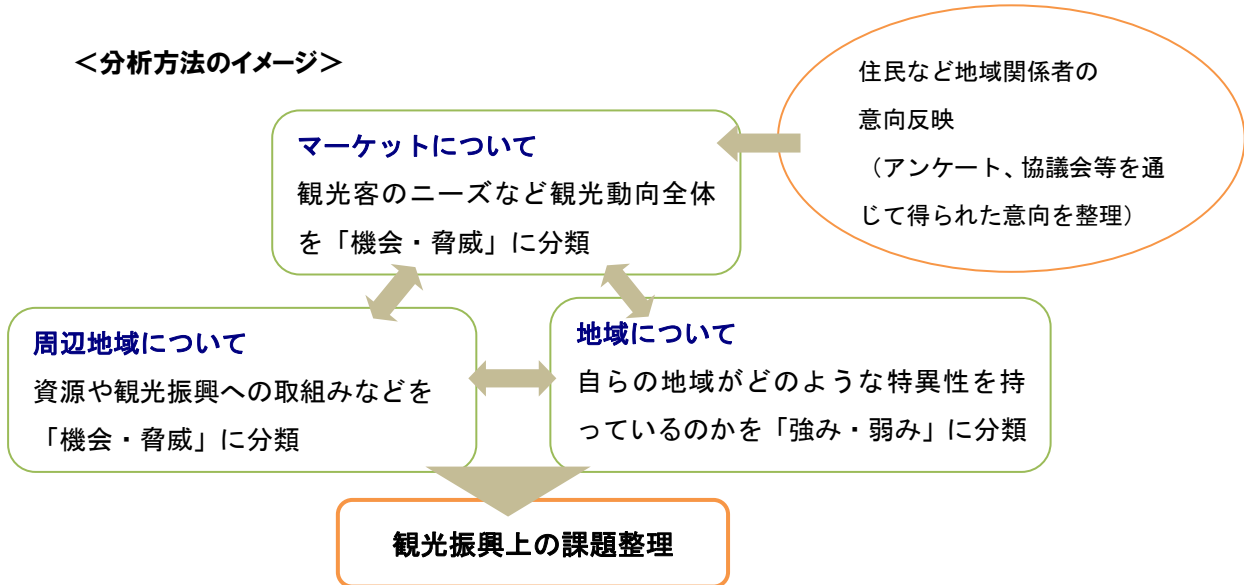 ＜分析方法のイメージ＞
住民など地域関係者の
意向反映
（アンケート、協議会等を通
じて得られた意向を整理）
マーケットについて
観光客のニーズなど観光動向全体
を「機会・脅威」に分類
周辺地域について
資源や観光振興への取組みなどを
「機会・脅威」に分類
地域について
自らの地域がどのような特異性を持
っているのかを「強み・弱み」に分類
観光振興上の課題整理